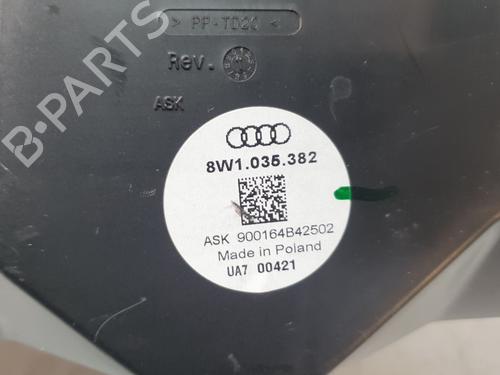 > PP-TD20 <
Rev.
ASK
8W1.035.382
ASK 900164B42502
Made in Poland
UA7 00421
B-PARTS